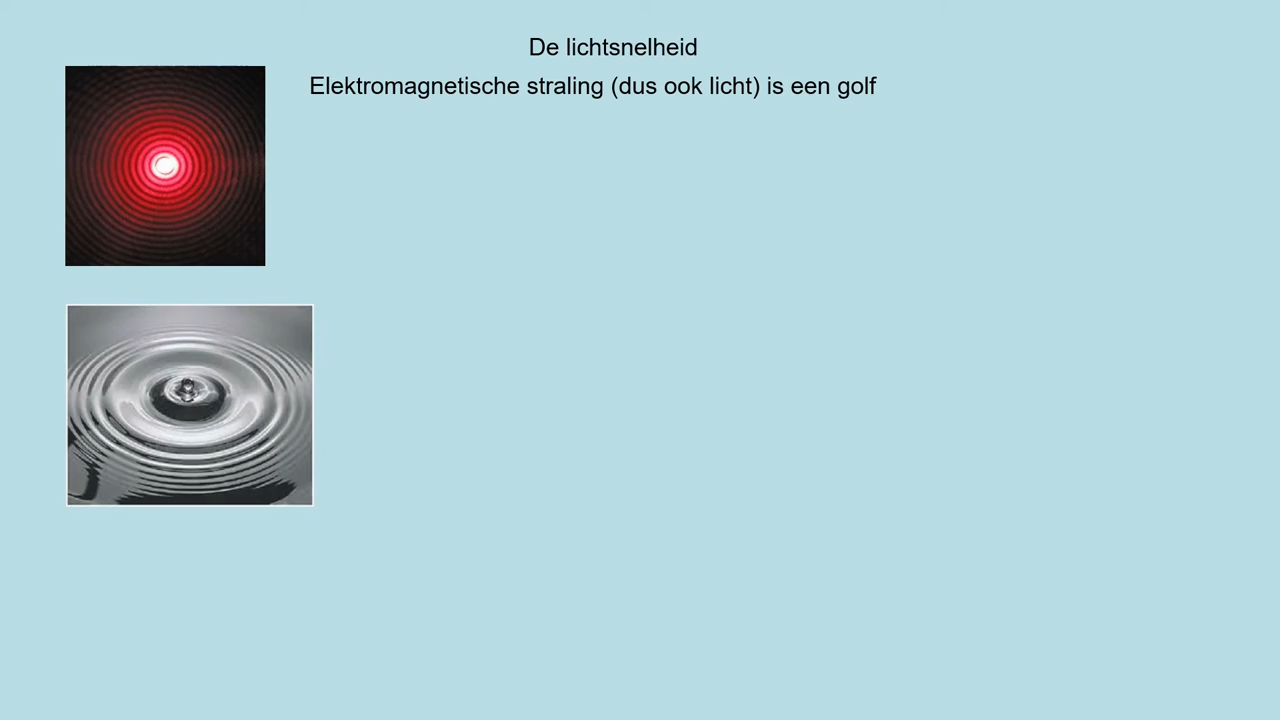 De lichtsnelheid
Elektromagnetische straling (dus ook licht) is een golf